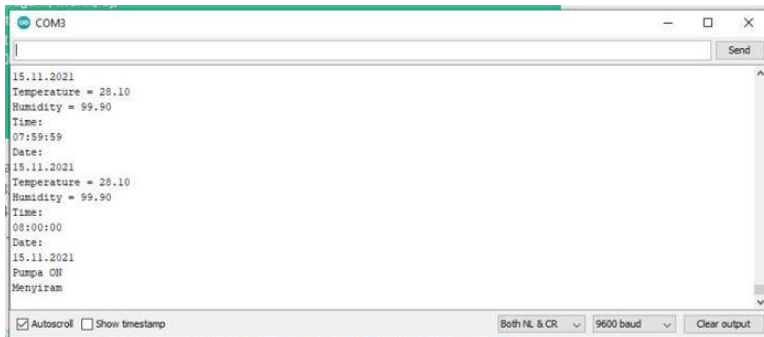 COM3
Send
15.11.2021
Temperature = 28.10
Humidity = 99.90
Time:
07:59:59
Date:
15.11.2021
Temperature = 28.10
Humidity = 99.90
Time:
08:00:00
Date:
15.11.2021
Pumpa ON
Menyiram
Autoscroll Show timestamp Both NL & CR 9600 baud Clear output